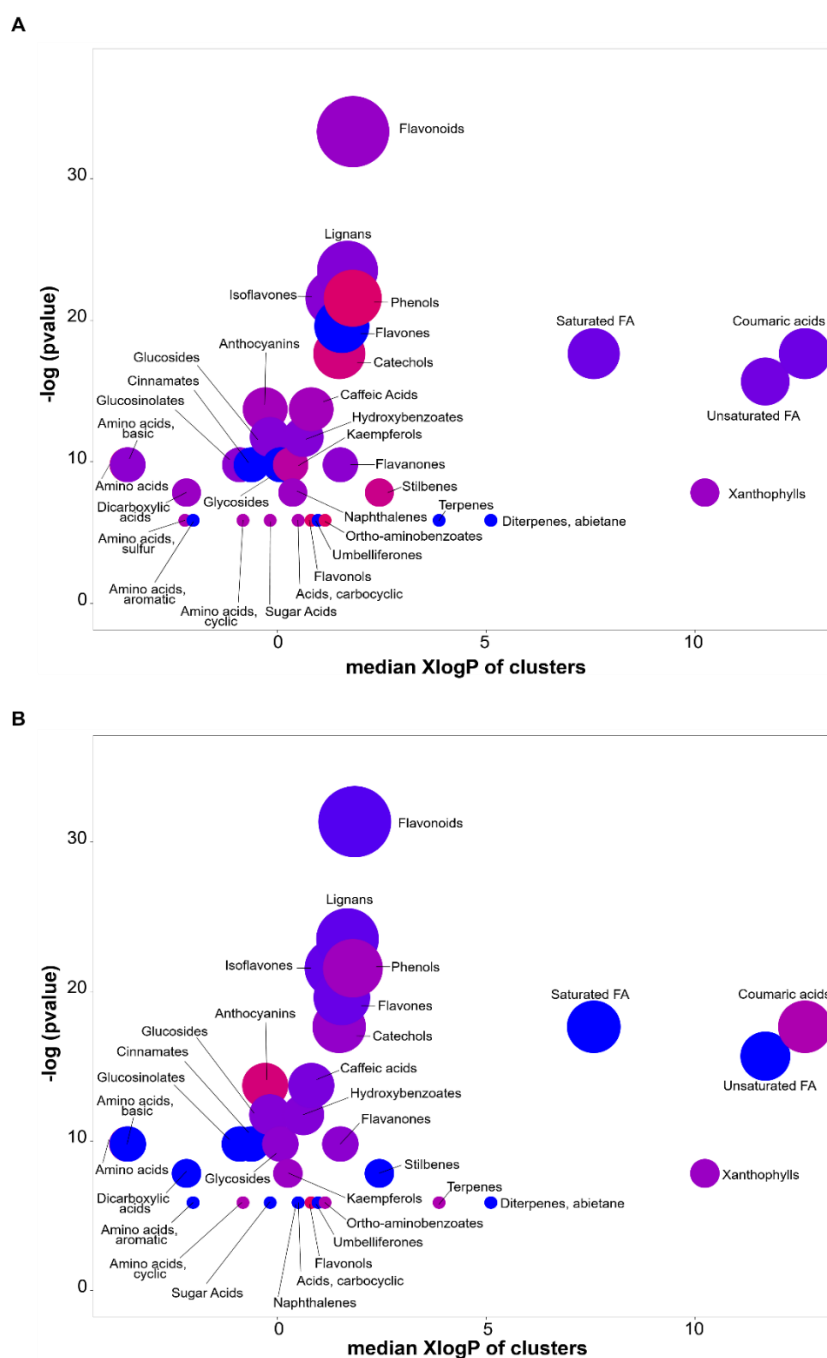 A
Flavonoids
30
Lignans
Isoflavones
Phenols
-log (pvalue)
20
Flavones
Saturated FA
Coumaric acids
Anthocyanins
Glucosides
Catechols
Cinnamates
Caffeic Acids
Unsaturated FA
Glucosinolates
Hydroxybenzoates
Amino acids,
basic
Kaempferols
10
Amino acids
Flavanones
Dicarboxylic
acids
Glycosides
Stilbenes
Xanthophylls
Naphthalenes
Terpenes
Amino acids,
sulfur
Ortho-aminobenzoates
Diterpenes, abietane
Umbelliferones
Amino acids,
aromatic
Flavonols
Acids, carbocyclic
Amino acids,
cyclic
Sugar Acids
0
0
5
10
median XlogP of clusters
B
30
Flavonoids
Lignans
Isoflavones
Phenols
-log (pvalue)
20
Flavones
Saturated FA
Coumaric acids
Anthocyanins
Glucosides
Catechols
Cinnamates
Caffeic acids
Unsaturated FA
Glucosinolates
Hydroxybenzoates
Amino acids,
basic
Flavanones
10
Amino acids
Stilbenes
Xanthophylls
Glycosides
Kaempferols
Terpenes
Dicarboxylic
acids
Diterpenes, abietane
Ortho-aminobenzoates
Amino acids,
aromatic
Umbelliferones
Amino acids,
cyclic
Flavonols
Sugar Acids
Acids, carbocyclic
Naphthalenes
0
0
5
10
median XlogP of clusters